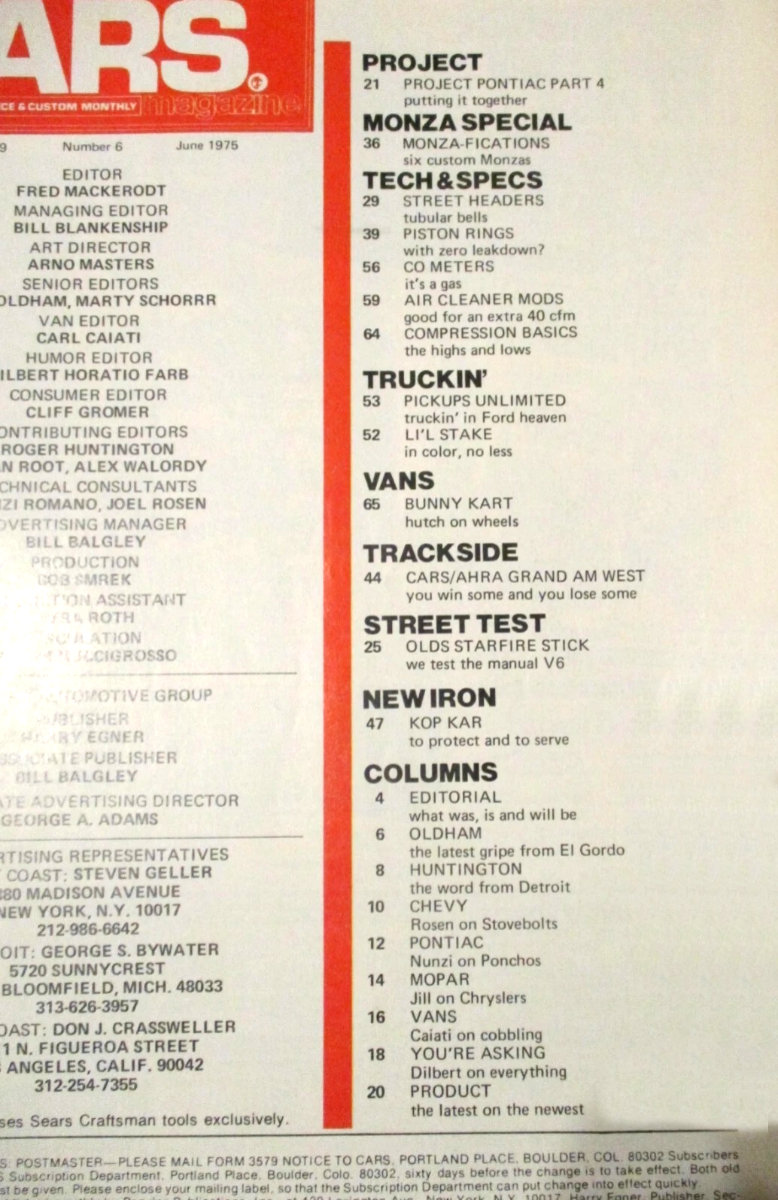 ARS.
CE & CUSTOM MONTHLY magazine
9 Number 6 June 1975
EDITOR
FRED MACKERODT
MANAGING EDITOR
BILL BLANKENSHIP
ART DIRECTOR
ARNO MASTERS
SENIOR EDITORS
OLDHAM, MARTY SCHORRR
VAN EDITOR
CARL CAIATI
HUMOR EDITOR
ILBERT HORATIO FARB
CONSUMER EDITOR
CLIFF GROMER
ONTRIBUTING EDITORS
ROGER HUNTINGTON
N ROOT, ALEX WALORDY
CHNICAL CONSULTANTS
ZI ROMANO, JOEL ROSEN
DVERTISING MANAGER
BILL BALGLEY
PRODUCTION
BOB SMREK
ASSISTANT
ROTH
AUTOMOTIVE GROUP
EGNER
PUBLISHER
BILL BALGLEY
ATE ADVERTISING DIRECTOR
GEORGE A. ADAMS
RTISING REPRESENTATIVES
COAST: STEVEN GELLER
380 MADISON AVENUE
NEW YORK, N.Y. 10017
212-986-6642
OIT: GEORGE S. BYWATER
5720 SUNNYCREST
BLOOMFIELD, MICH. 48033
313-626-3957
OAST: DON J. CRASSWELLER
1 N. FIGUEROA STREET
ANGELES, CALIF. 90042
312-254-7355
ses Sears Craftsman tools exclusively.
PROJECT
21 PROJECT PONTIAC PART 4
putting it together
MONZA SPECIAL
36 MONZA-FICATIONS
six custom Monzas
TECH & SPECS
29 STREET HEADERS
tubular bells
39 PISTON RINGS
with zero leakdown?
56 CO METERS
it's a gas
59 AIR CLEANER MODS
good for an extra 40 cfm
64 COMPRESSION BASICS
the highs and lows
TRUCKIN'
53 PICKUPS UNLIMITED
truckin' in Ford heaven
52 LI'L STAKE
in color, no less
VANS
65 BUNNY KART
hutch on wheels
TRACKSIDE
44 CARS/AHRA GRAND AM WEST
you win some and you lose some
STREET TEST
25 OLDS STARFIRE STICK
we test the manual V6
NEW IRON
47 KOP KAR
to protect and to serve
COLUMNS
4 EDITORIAL
what was, is and will be
6 OLDHAM
the latest gripe from El Gordo
8 HUNTINGTON
the word from Detroit
10 CHEVY
Rosen on Stovebolts
12 PONTIAC
Nunzi on Ponchos
14 MOPAR
Jill on Chryslers
16 VANS
Caiati on cobbling
18 YOU'RE ASKING
Dilbert on everything
20 PRODUCT
the latest on the newest
S: POSTMASTER—PLEASE MAIL FORM 3579 NOTICE TO CARS, PORTLAND PLACE, BOULDER, COL. 80302 Subscribers
S Subscription Department, Portland Place, Boulder, Colo. 80302, sixty days before the change is to take effect. Both old
st be given. Please enclose your mailing label, so that the Subscription Department can put change into effect quickly.
Ave., New York, N.Y. 10017. Harry Egner, Publisher. Sec